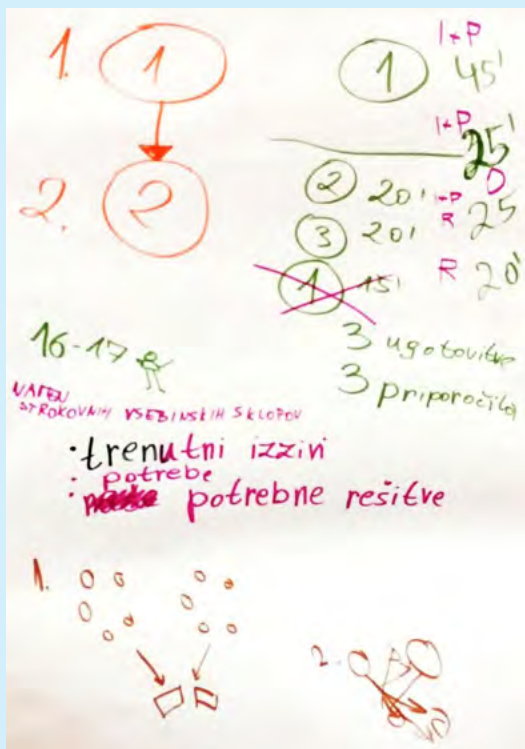 1. 1
2. 2
I+P
1 45'
I+P
25'
D
2 20' I+P 25
3 20' R
1 15' R 20'
3 ugotovitve
3 priporočila
16-17
STROKOVNIH VSEBINSKIH SKLOPOV
• trenutni izzivi
• potrebe
• potrebne rešitve
1.
2.